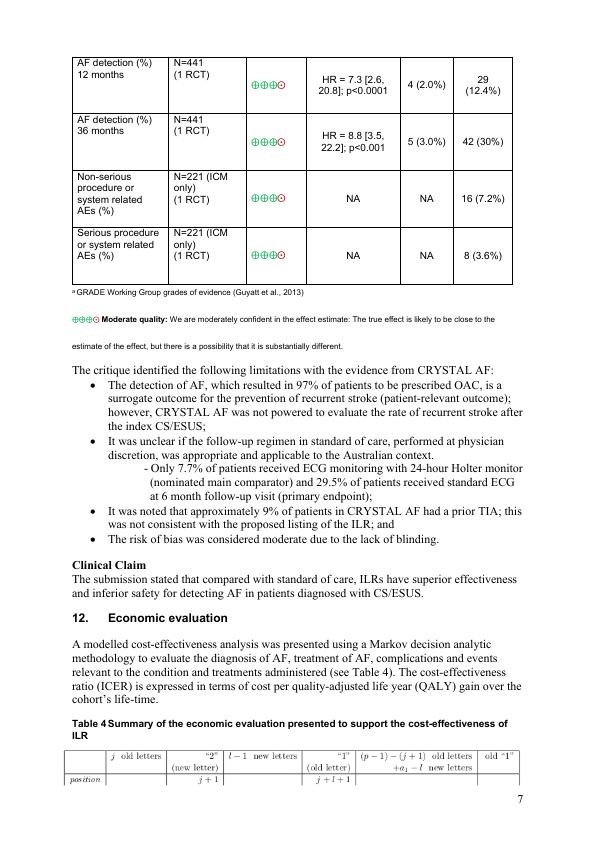 AF detection (%) 12 months N=441 (1 RCT) ⊕⊕⊕⊙ HR = 7.3 [2.6, 20.8]; p<0.0001 4 (2.0%) 29 (12.4%)
AF detection (%) 36 months N=441 (1 RCT) ⊕⊕⊕⊙ HR = 8.8 [3.5, 22.2]; p<0.001 5 (3.0%) 42 (30%)
Non-serious procedure or system related AEs (%) N=221 (ICM only) (1 RCT) ⊕⊕⊕⊙ NA NA 16 (7.2%)
Serious procedure or system related AEs (%) N=221 (ICM only) (1 RCT) ⊕⊕⊕⊙ NA NA 8 (3.6%)
a GRADE Working Group grades of evidence (Guyatt et al., 2013)
⊕⊕⊕⊙ Moderate quality: We are moderately confident in the effect estimate: The true effect is likely to be close to the
estimate of the effect, but there is a possibility that it is substantially different.
The critique identified the following limitations with the evidence from CRYSTAL AF:
• The detection of AF, which resulted in 97% of patients to be prescribed OAC, is a
surrogate outcome for the prevention of recurrent stroke (patient-relevant outcome);
however, CRYSTAL AF was not powered to evaluate the rate of recurrent stroke after
the index CS/ESUS;
• It was unclear if the follow-up regimen in standard of care, performed at physician
discretion, was appropriate and applicable to the Australian context.
- Only 7.7% of patients received ECG monitoring with 24-hour Holter monitor
(nominated main comparator) and 29.5% of patients received standard ECG
at 6 month follow-up visit (primary endpoint);
• It was noted that approximately 9% of patients in CRYSTAL AF had a prior TIA; this
was not consistent with the proposed listing of the ILR; and
• The risk of bias was considered moderate due to the lack of blinding.
Clinical Claim
The submission stated that compared with standard of care, ILRs have superior effectiveness
and inferior safety for detecting AF in patients diagnosed with CS/ESUS.
12. Economic evaluation
A modelled cost-effectiveness analysis was presented using a Markov decision analytic
methodology to evaluate the diagnosis of AF, treatment of AF, complications and events
relevant to the condition and treatments administered (see Table 4). The cost-effectiveness
ratio (ICER) is expressed in terms of cost per quality-adjusted life year (QALY) gain over the
cohort's life-time.
Table 4 Summary of the economic evaluation presented to support the cost-effectiveness of
ILR
j old letters "2" l − 1 new letters "1" (p − 1) − (j + 1) old letters old "1"
(new letter) (old letter) +a₁ − l new letters
position j + 1 j + l + 1
7